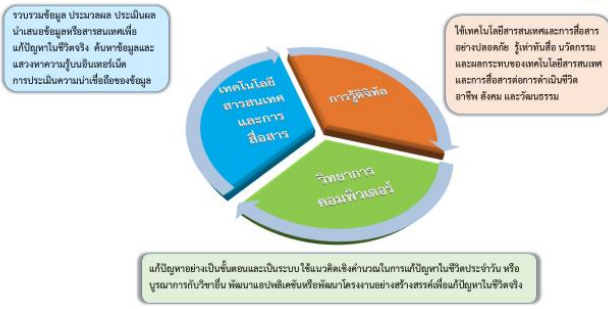 รวบรวมข้อมูล ประมวลผล ประเมินผล
นำเสนอข้อมูลหรือสารสนเทศเพื่อ
แก้ปัญหาในชีวิตจริง ค้นหาข้อมูลและ
แสวงหาความรู้บนอินเทอร์เน็ต
การประเมินความน่าเชื่อถือของข้อมูล
ใช้เทคโนโลยีสารสนเทศและการสื่อสาร
อย่างปลอดภัย รู้เท่าทันสื่อ นวัตกรรม
และผลกระทบของเทคโนโลยีสารสนเทศ
และการสื่อสารต่อการดำเนินชีวิต
อาชีพ สังคม และวัฒนธรรม
เทคโนโลยี
สารสนเทศ
และการ
สื่อสาร
การรู้ดิจิทัล
วิทยาการ
คอมพิวเตอร์
แก้ปัญหาอย่างเป็นขั้นตอนและเป็นระบบ ใช้แนวคิดเชิงคำนวณในการแก้ปัญหาในชีวิตประจำวัน หรือ
บูรณาการกับวิชาอื่น พัฒนาแอปพลิเคชันหรือพัฒนาโครงงานอย่างสร้างสรรค์เพื่อแก้ปัญหาในชีวิตจริง